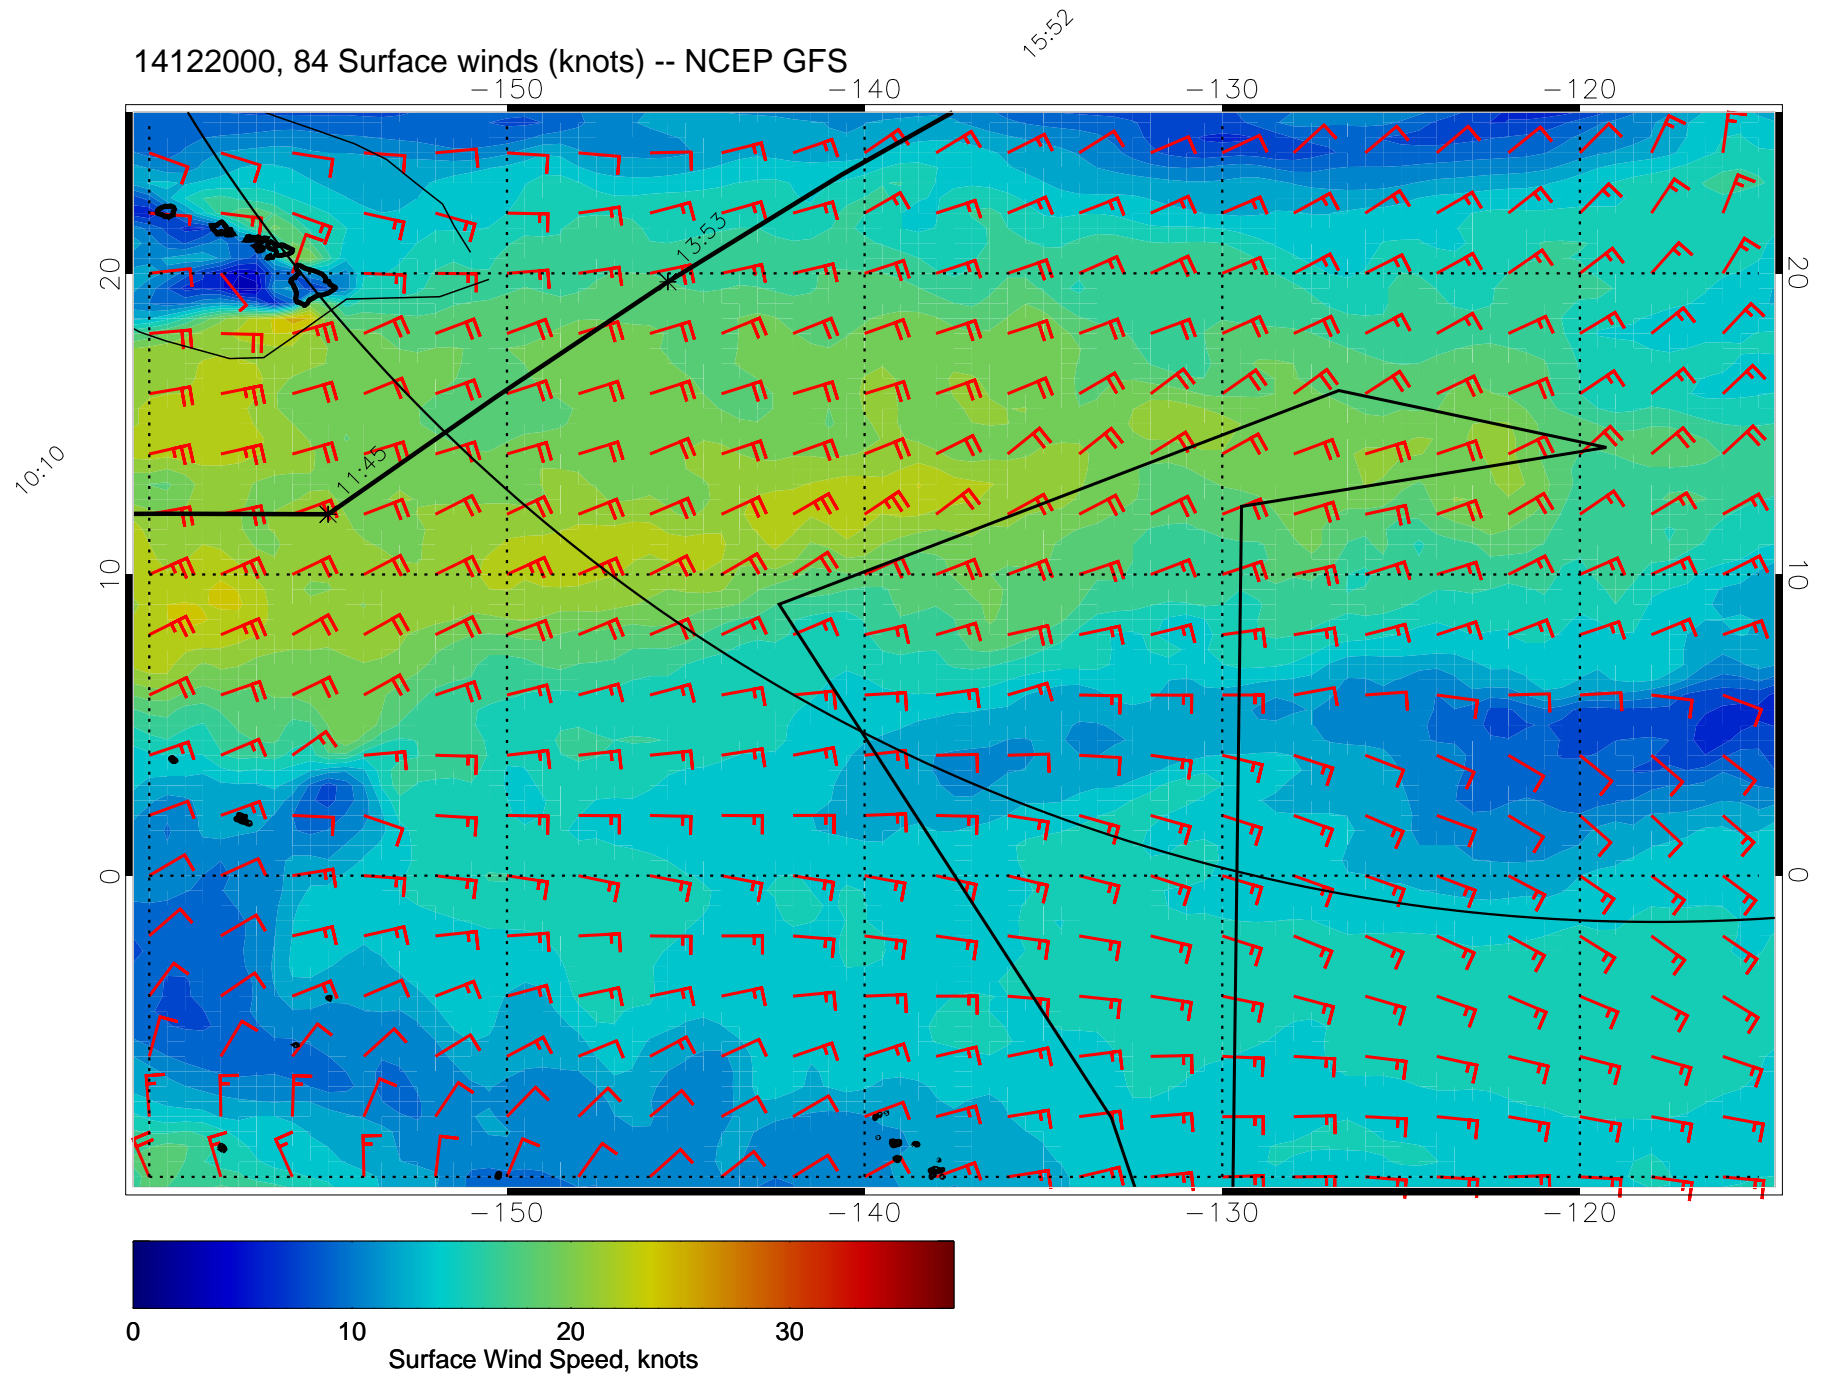 15:52
14122000, 84 Surface winds (knots) -- NCEP GFS
-150 -140 -130 -120
13:53
20 20
11:45
10:10
10 10
0 0
-150 -140 -130 -120
0 10 20 30
Surface Wind Speed, knots